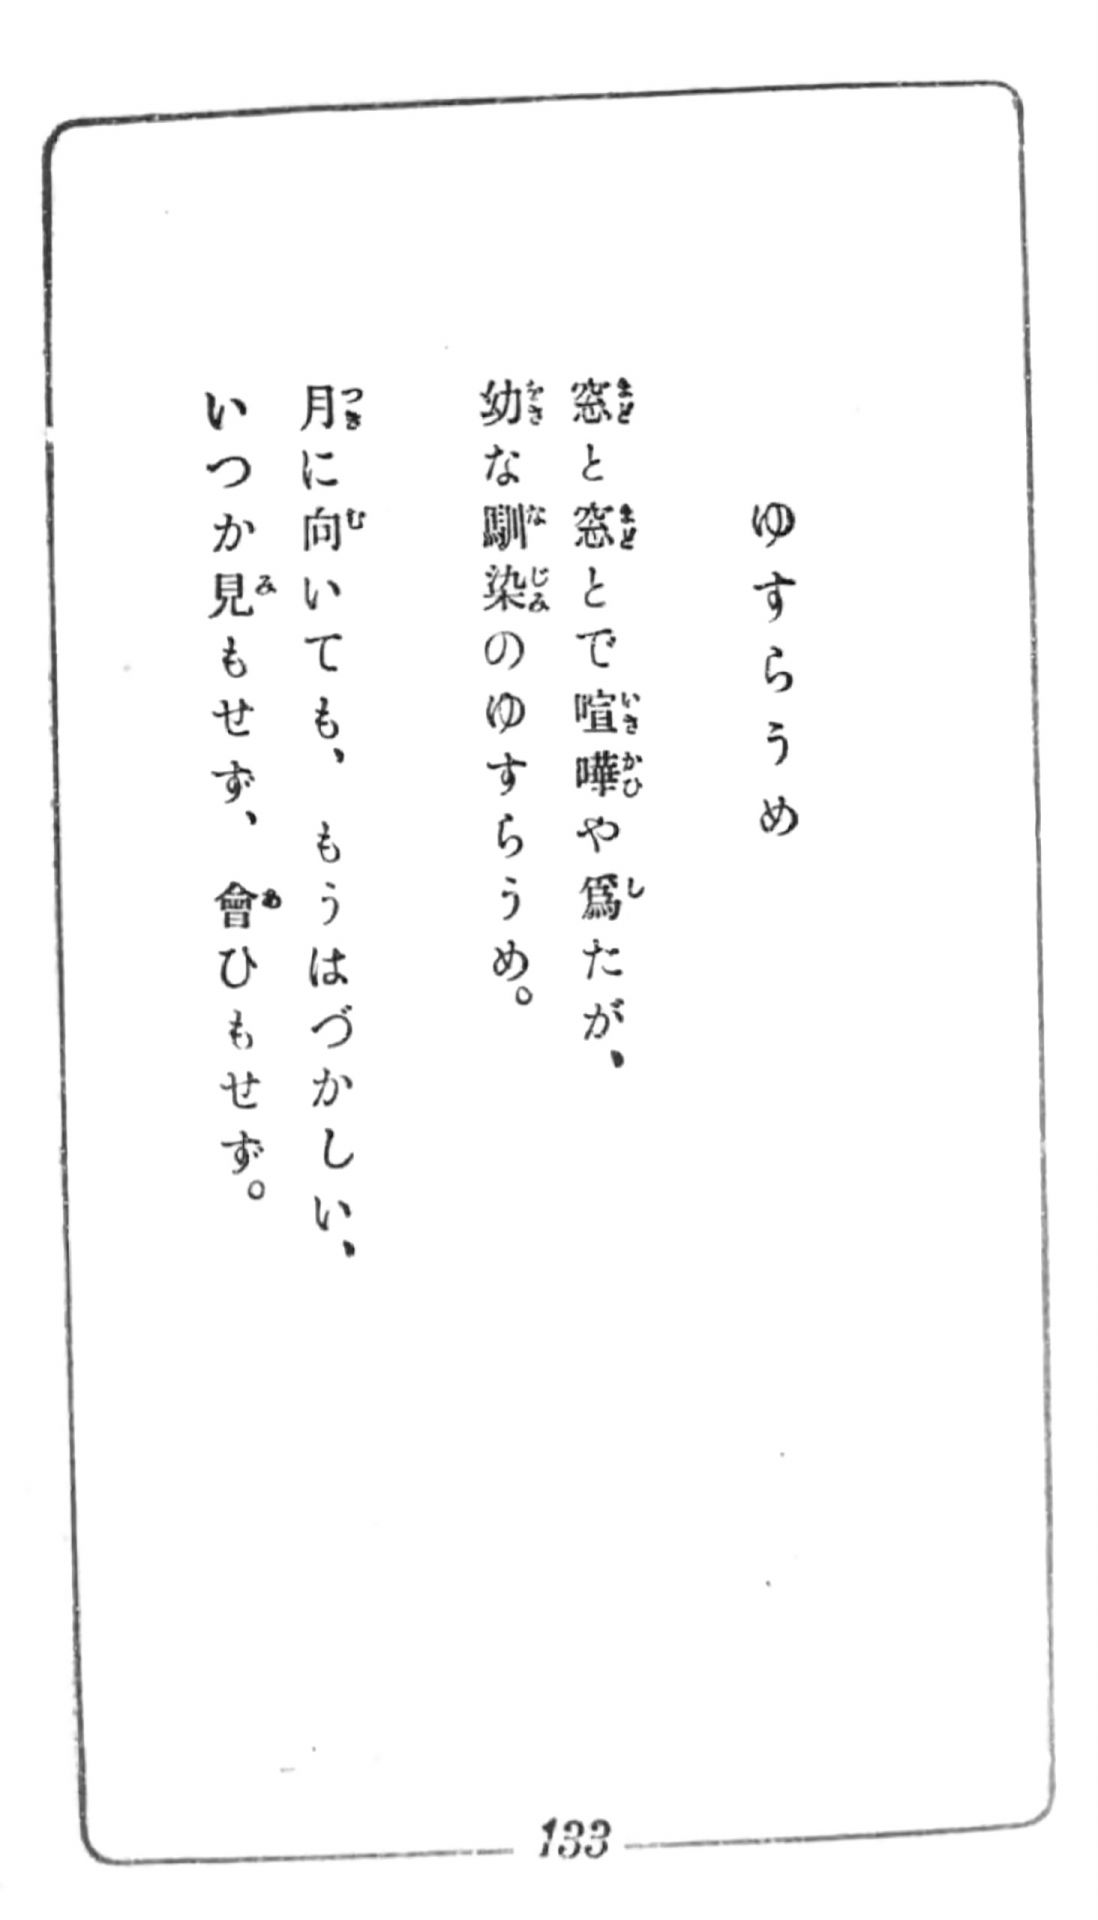 ゆすらうめ
窓と窓とで喧嘩や爲たが、
幼な馴染のゆすらうめ。
月に向いても、もうはづかしい、
いつか見もせず、會ひもせず。
133